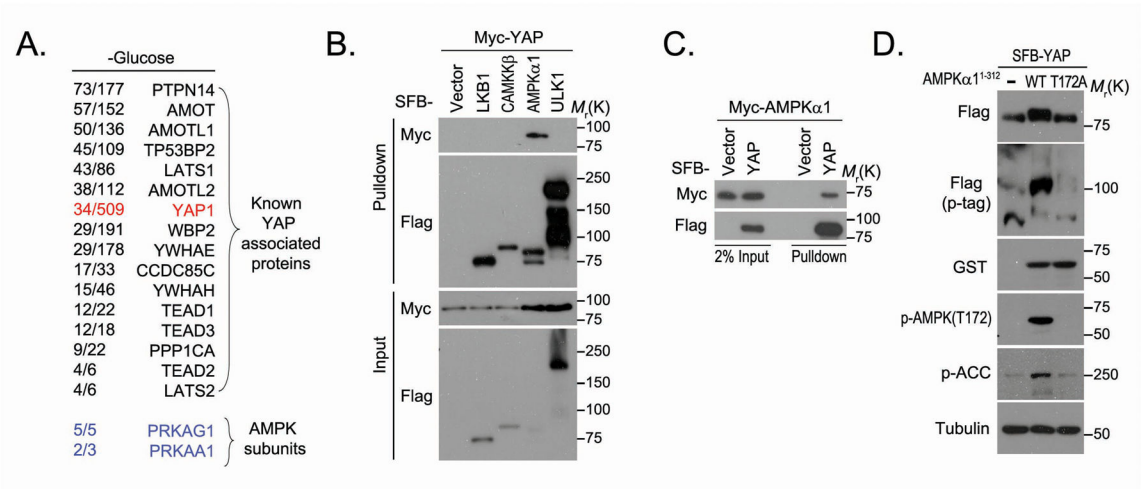 A.
-Glucose
73/177 PTPN14
57/152 AMOT
50/136 AMOTL1
45/109 TP53BP2
43/86 LATS1
38/112 AMOTL2
34/509 YAP1
29/191 WBP2
29/178 YWHAE
17/33 CCDC85C
15/46 YWHAH
12/22 TEAD1
12/18 TEAD3
9/22 PPP1CA
4/6 TEAD2
4/6 LATS2
Known
YAP
associated
proteins
5/5 PRKAG1
2/3 PRKAA1
AMPK
subunits
B.
Myc-YAP
SFB- Vector LKB1 CAMKKβ AMPKα1 ULK1 Mr(K)
Pulldown
Myc
-100
-75
Flag
-250
-150
-100
-75
Input
Myc
-100
-75
Flag
-250
-150
-100
-75
C.
Myc-AMPKα1
SFB- Vector YAP Vector YAP Mr(K)
Myc -75
Flag
-100
-75
2% Input Pulldown
D.
SFB-YAP
AMPKα1¹⁻³¹² - WT T172A Mr(K)
Flag
-75
Flag
(p-tag)
-100
GST
-75
-50
p-AMPK(T172)
-75
-50
p-ACC -250
Tubulin -50